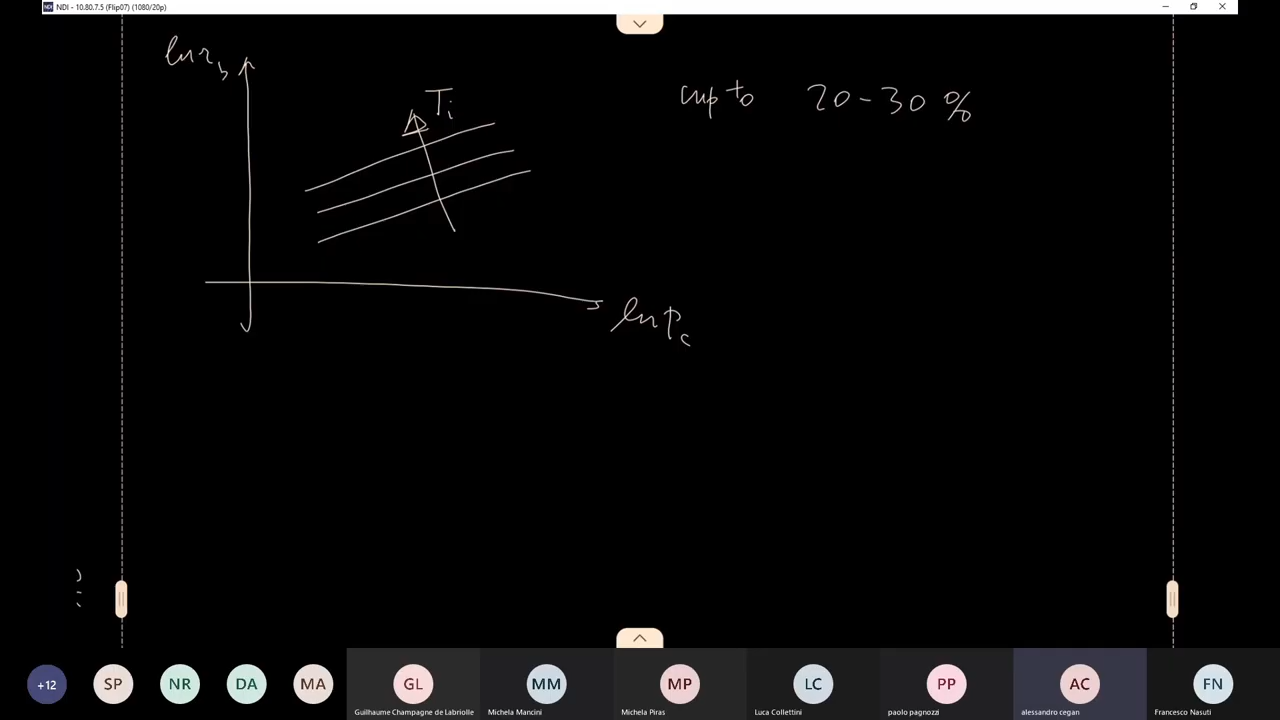 NDI - 10.80.7.5 (Flip07) (1080/20p)
ln r_b
T_i
up to 20-30 %
ln p_c
+12
SP
NR
DA
MA
GL
MM
MP
LC
PP
AC
FN
Guilhaume Champagne de Labriolle
Michela Mancini
Michela Piras
Luca Collettini
paolo pagnozzi
alessandro cegan
Francesco Nasuti